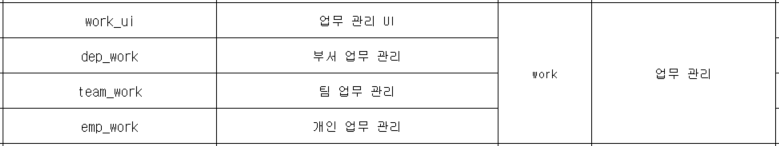 work_ui 업무 관리 UI
dep_work 부서 업무 관리
work 업무 관리
team_work 팀 업무 관리
emp_work 개인 업무 관리